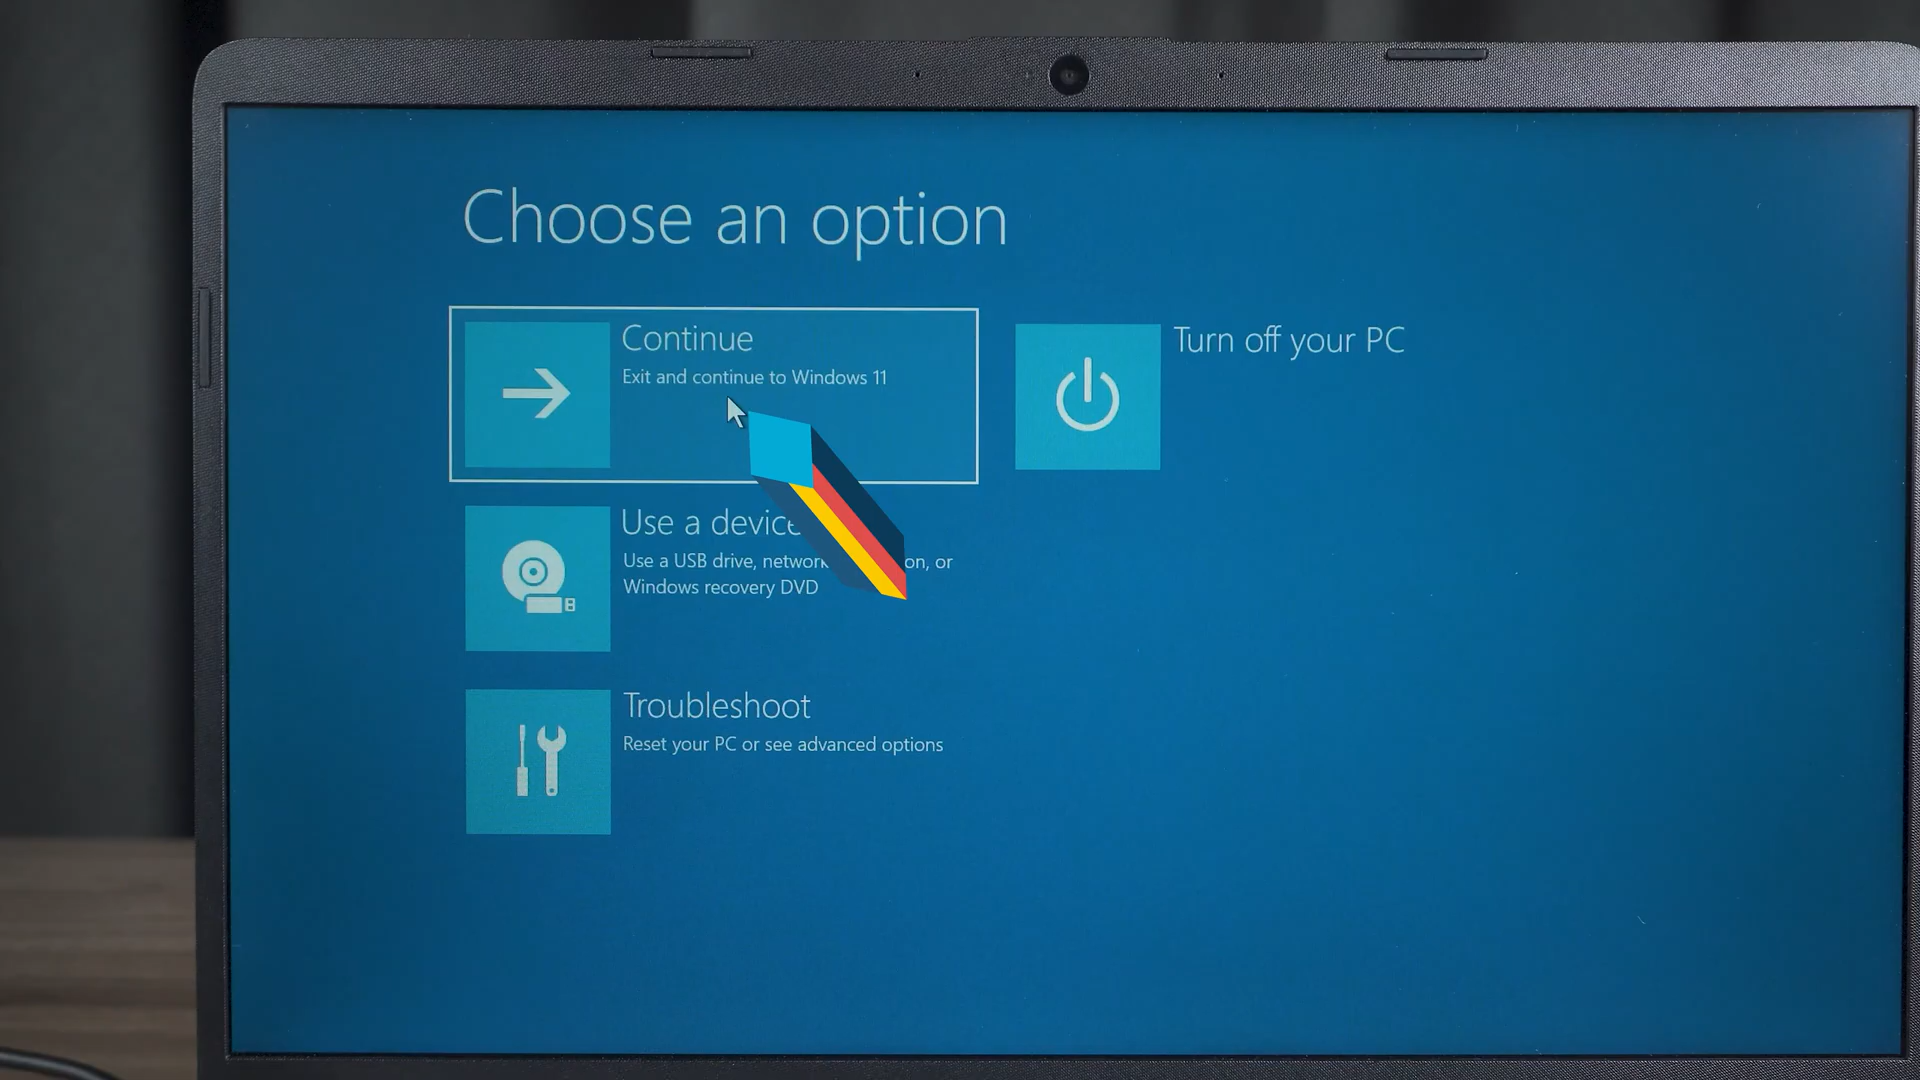 Choose an option
Continue
Exit and continue to Windows 11
Turn off your PC
Use a device
Use a USB drive, network on, or
Windows recovery DVD
Troubleshoot
Reset your PC or see advanced options